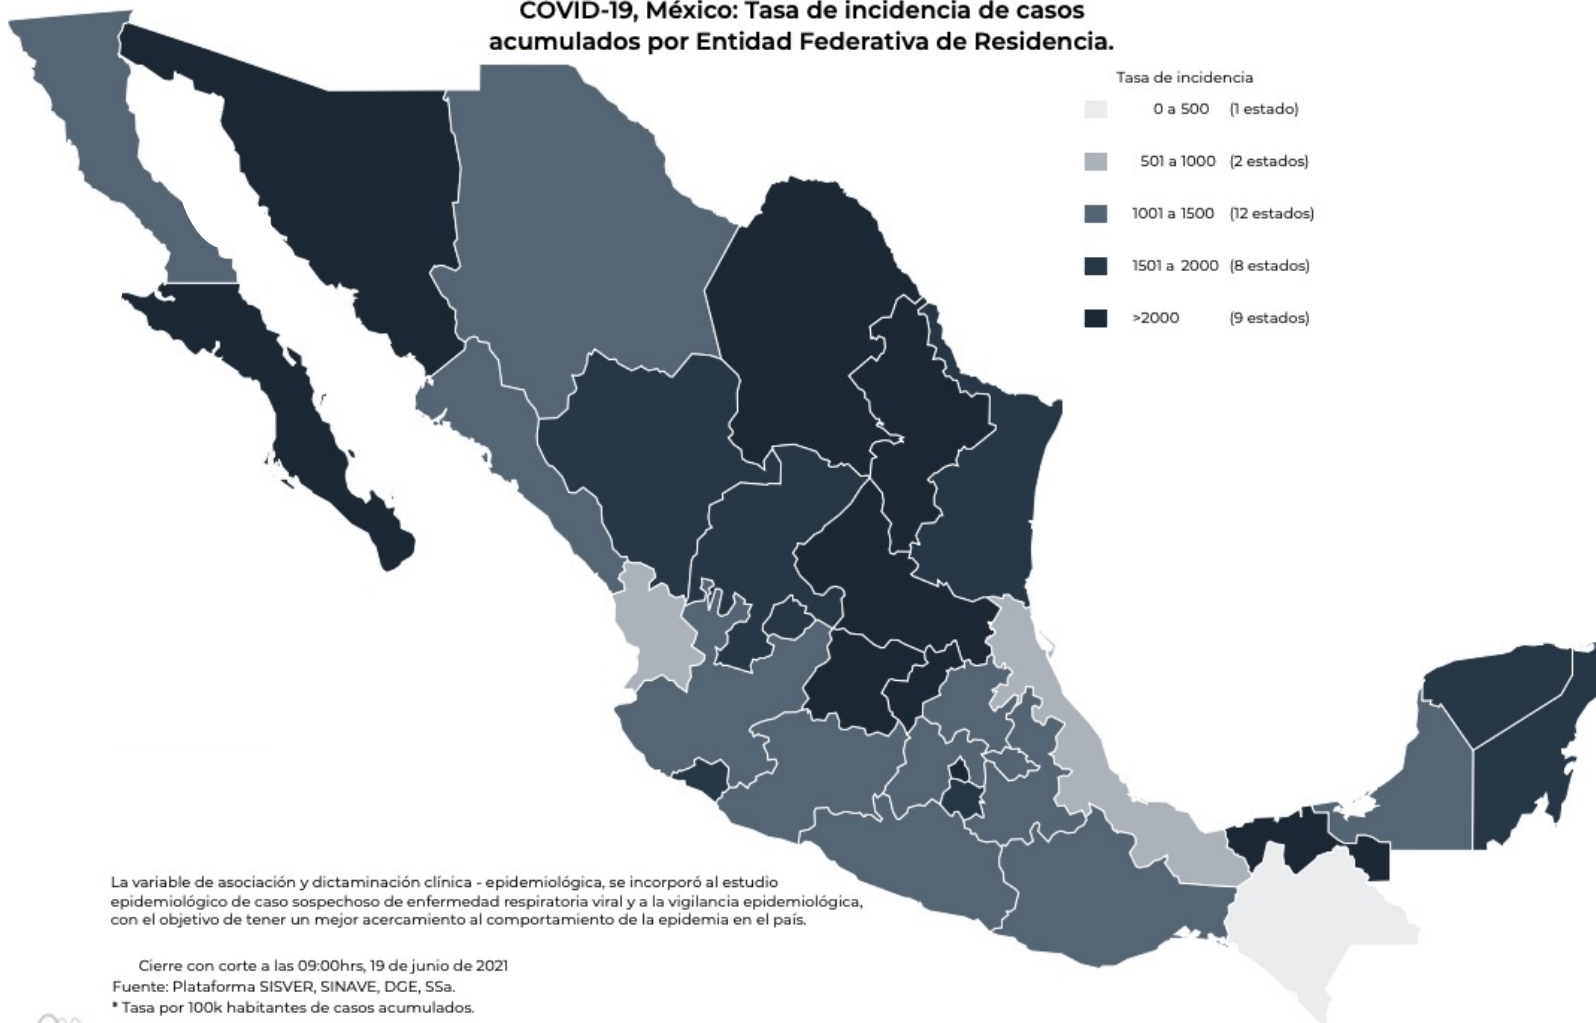 COVID-19, México: Tasa de incidencia de casos
acumulados por Entidad Federativa de Residencia.
Tasa de incidencia
0 a 500 (1 estado)
501 a 1000 (2 estados)
1001 a 1500 (12 estados)
1501 a 2000 (8 estados)
>2000 (9 estados)
La variable de asociación y dictaminación clínica - epidemiológica, se incorporó al estudio
epidemiológico de caso sospechoso de enfermedad respiratoria viral y a la vigilancia epidemiológica,
con el objetivo de tener un mejor acercamiento al comportamiento de la epidemia en el país.
Cierre con corte a las 09:00hrs, 19 de junio de 2021
Fuente: Plataforma SISVER, SINAVE, DGE, SSa.
* Tasa por 100k habitantes de casos acumulados.